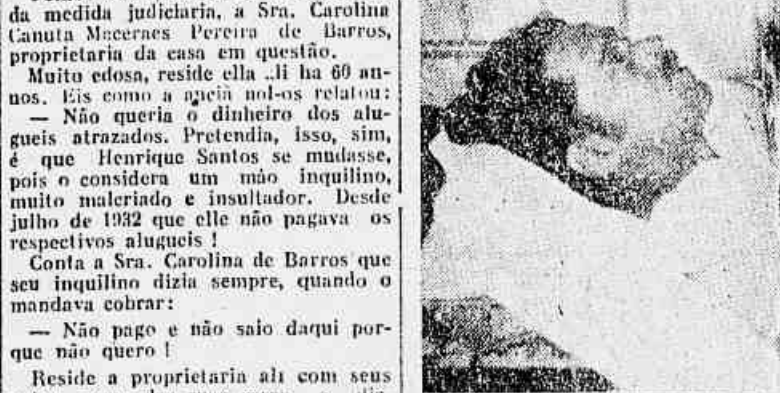 da medida judiciaria, a Sra. Carolina
Canuta Pereira de Barros,
proprietaria da casa em questão.
Muito edosa, reside ella ha 60 an-
nos. Eis como a nol-os relatou:
— Não queria o dinheiro dos alu-
gueis atrazados. Pretendia, isso, sim,
é que Henrique Santos se mudasse,
pois o considera um máo inquilino,
muito malcriado e insultador. Desde
julho de 1932 que elle não pagava os
respectivos alugueis !
Conta a Sra. Carolina de Barros que
seu inquilino dizia sempre, quando o
mandava cobrar:
— Não pago e não saio daqui por-
que não quero !
Reside a proprietaria ali com seus